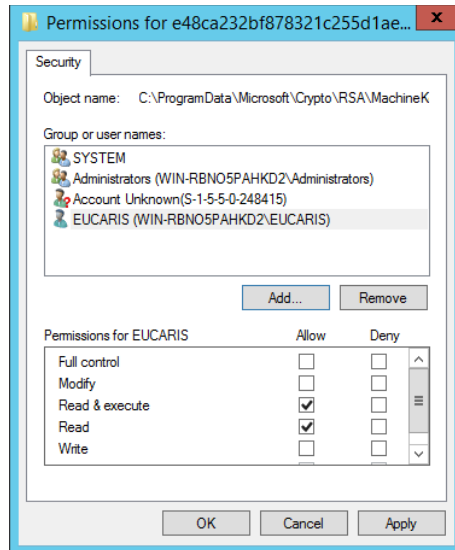 Permissions for e48ca232bf878321c255d1ae...
x
Security
Object name: C:\ProgramData\Microsoft\Crypto\RSA\MachineK
Group or user names:
SYSTEM
Administrators (WIN-RBNO5PAHKD2\Administrators)
Account Unknown(S-1-5-5-0-248415)
EUCARIS (WIN-RBNO5PAHKD2\EUCARIS)
Add... Remove
Permissions for EUCARIS Allow Deny
Full control
Modify
Read & execute
Read
Write
OK Cancel Apply